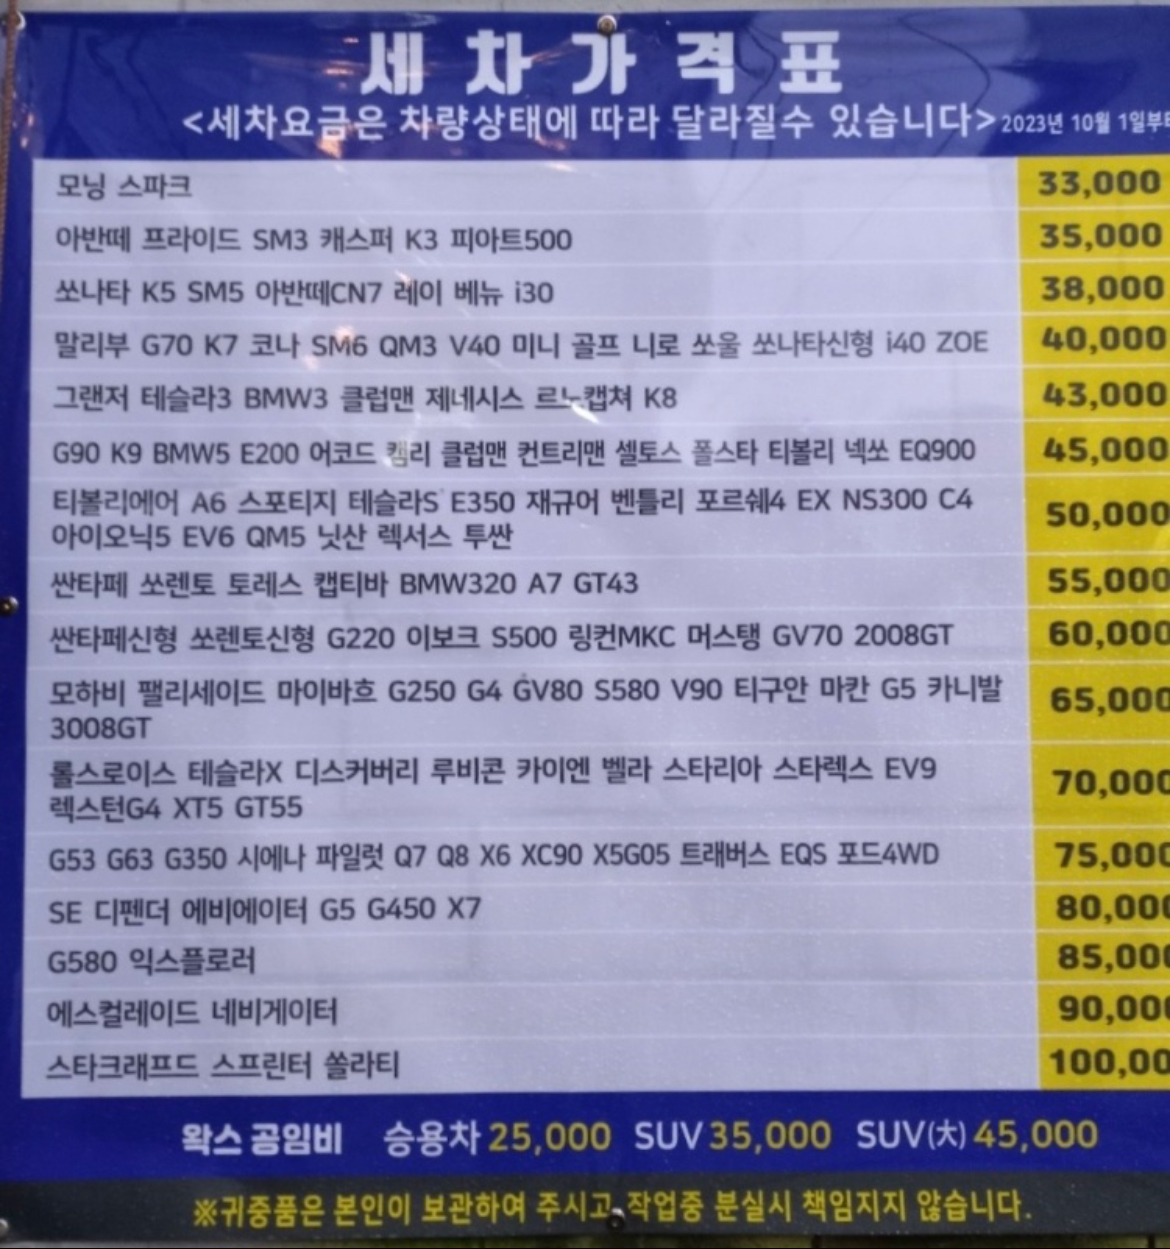 세차가격표
<세차요금은 차량상태에 따라 달라질수 있습니다> 2023년 10월 1일부터
모닝 스파크 33,000
아반떼 프라이드 SM3 캐스퍼 K3 피아트500 35,000
쏘나타 K5 SM5 아반떼CN7 레이 베뉴 i30 38,000
말리부 G70 K7 코나 SM6 QM3 V40 미니 골프 니로 쏘울 쏘나타신형 i40 ZOE 40,000
그랜저 테슬라3 BMW3 클럽맨 제네시스 르노캡쳐 K8 43,000
G90 K9 BMW5 E200 어코드 캠리 클럽맨 컨트리맨 셀토스 폴스타 티볼리 넥쏘 EQ900 45,000
티볼리에어 A6 스포티지 테슬라S E350 재규어 벤틀리 포르쉐4 EX NS300 C4 50,000
아이오닉5 EV6 QM5 닛산 렉서스 투싼
싼타페 쏘렌토 토레스 캡티바 BMW320 A7 GT43 55,000
싼타페신형 쏘렌토신형 G220 이보크 S500 링컨MKC 머스탱 GV70 2008GT 60,000
모하비 팰리세이드 마이바흐 G250 G4 GV80 S580 V90 티구안 마칸 G5 카니발 65,000
3008GT
롤스로이스 테슬라X 디스커버리 루비콘 카이엔 벨라 스타리아 스타렉스 EV9 70,000
렉스턴G4 XT5 GT55
G53 G63 G350 시에나 파일럿 Q7 Q8 X6 XC90 X5G05 트래버스 EQS 포드4WD 75,000
SE 디펜더 에비에이터 G5 G450 X7 80,000
G580 익스플로러 85,000
에스컬레이드 네비게이터 90,000
스타크래프드 스프린터 쏠라티 100,00
왁스 공임비 승용차 25,000 SUV 35,000 SUV(大) 45,000
※귀중품은 본인이 보관하여 주시고 작업중 분실시 책임지지 않습니다.